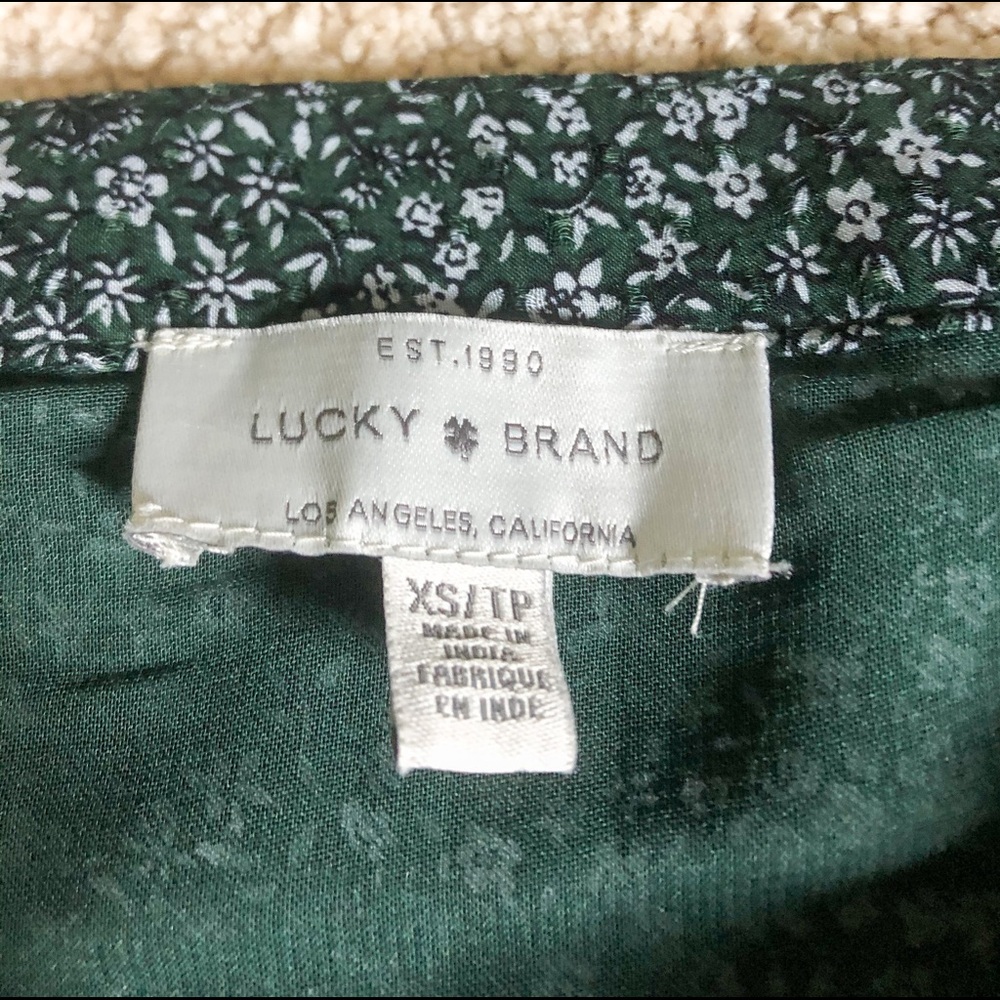 EST.1990
LUCKY BRAND
LOS ANGELES, CALIFORNIA
XS/TP
MADE IN
INDIA
FABRIQUE
EN INDE